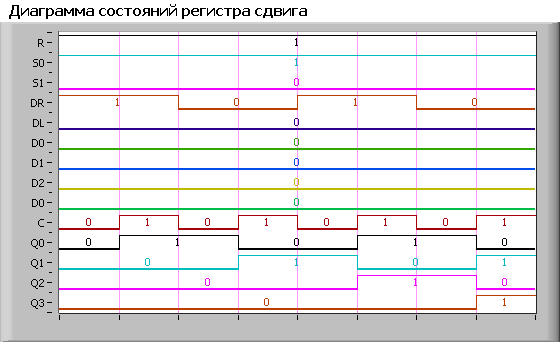 Диаграмма состояний регистра сдвига
R 1
S0 1
S1 0
DR 1 0 1 0
DL 0
D0 0
D1 0
D2 0
D0 0
C 0 1 0 1 0 1 0 1
Q0 0 1 0 1 0
Q1 0 1 0 1
Q2 0 1 0
Q3 0 1